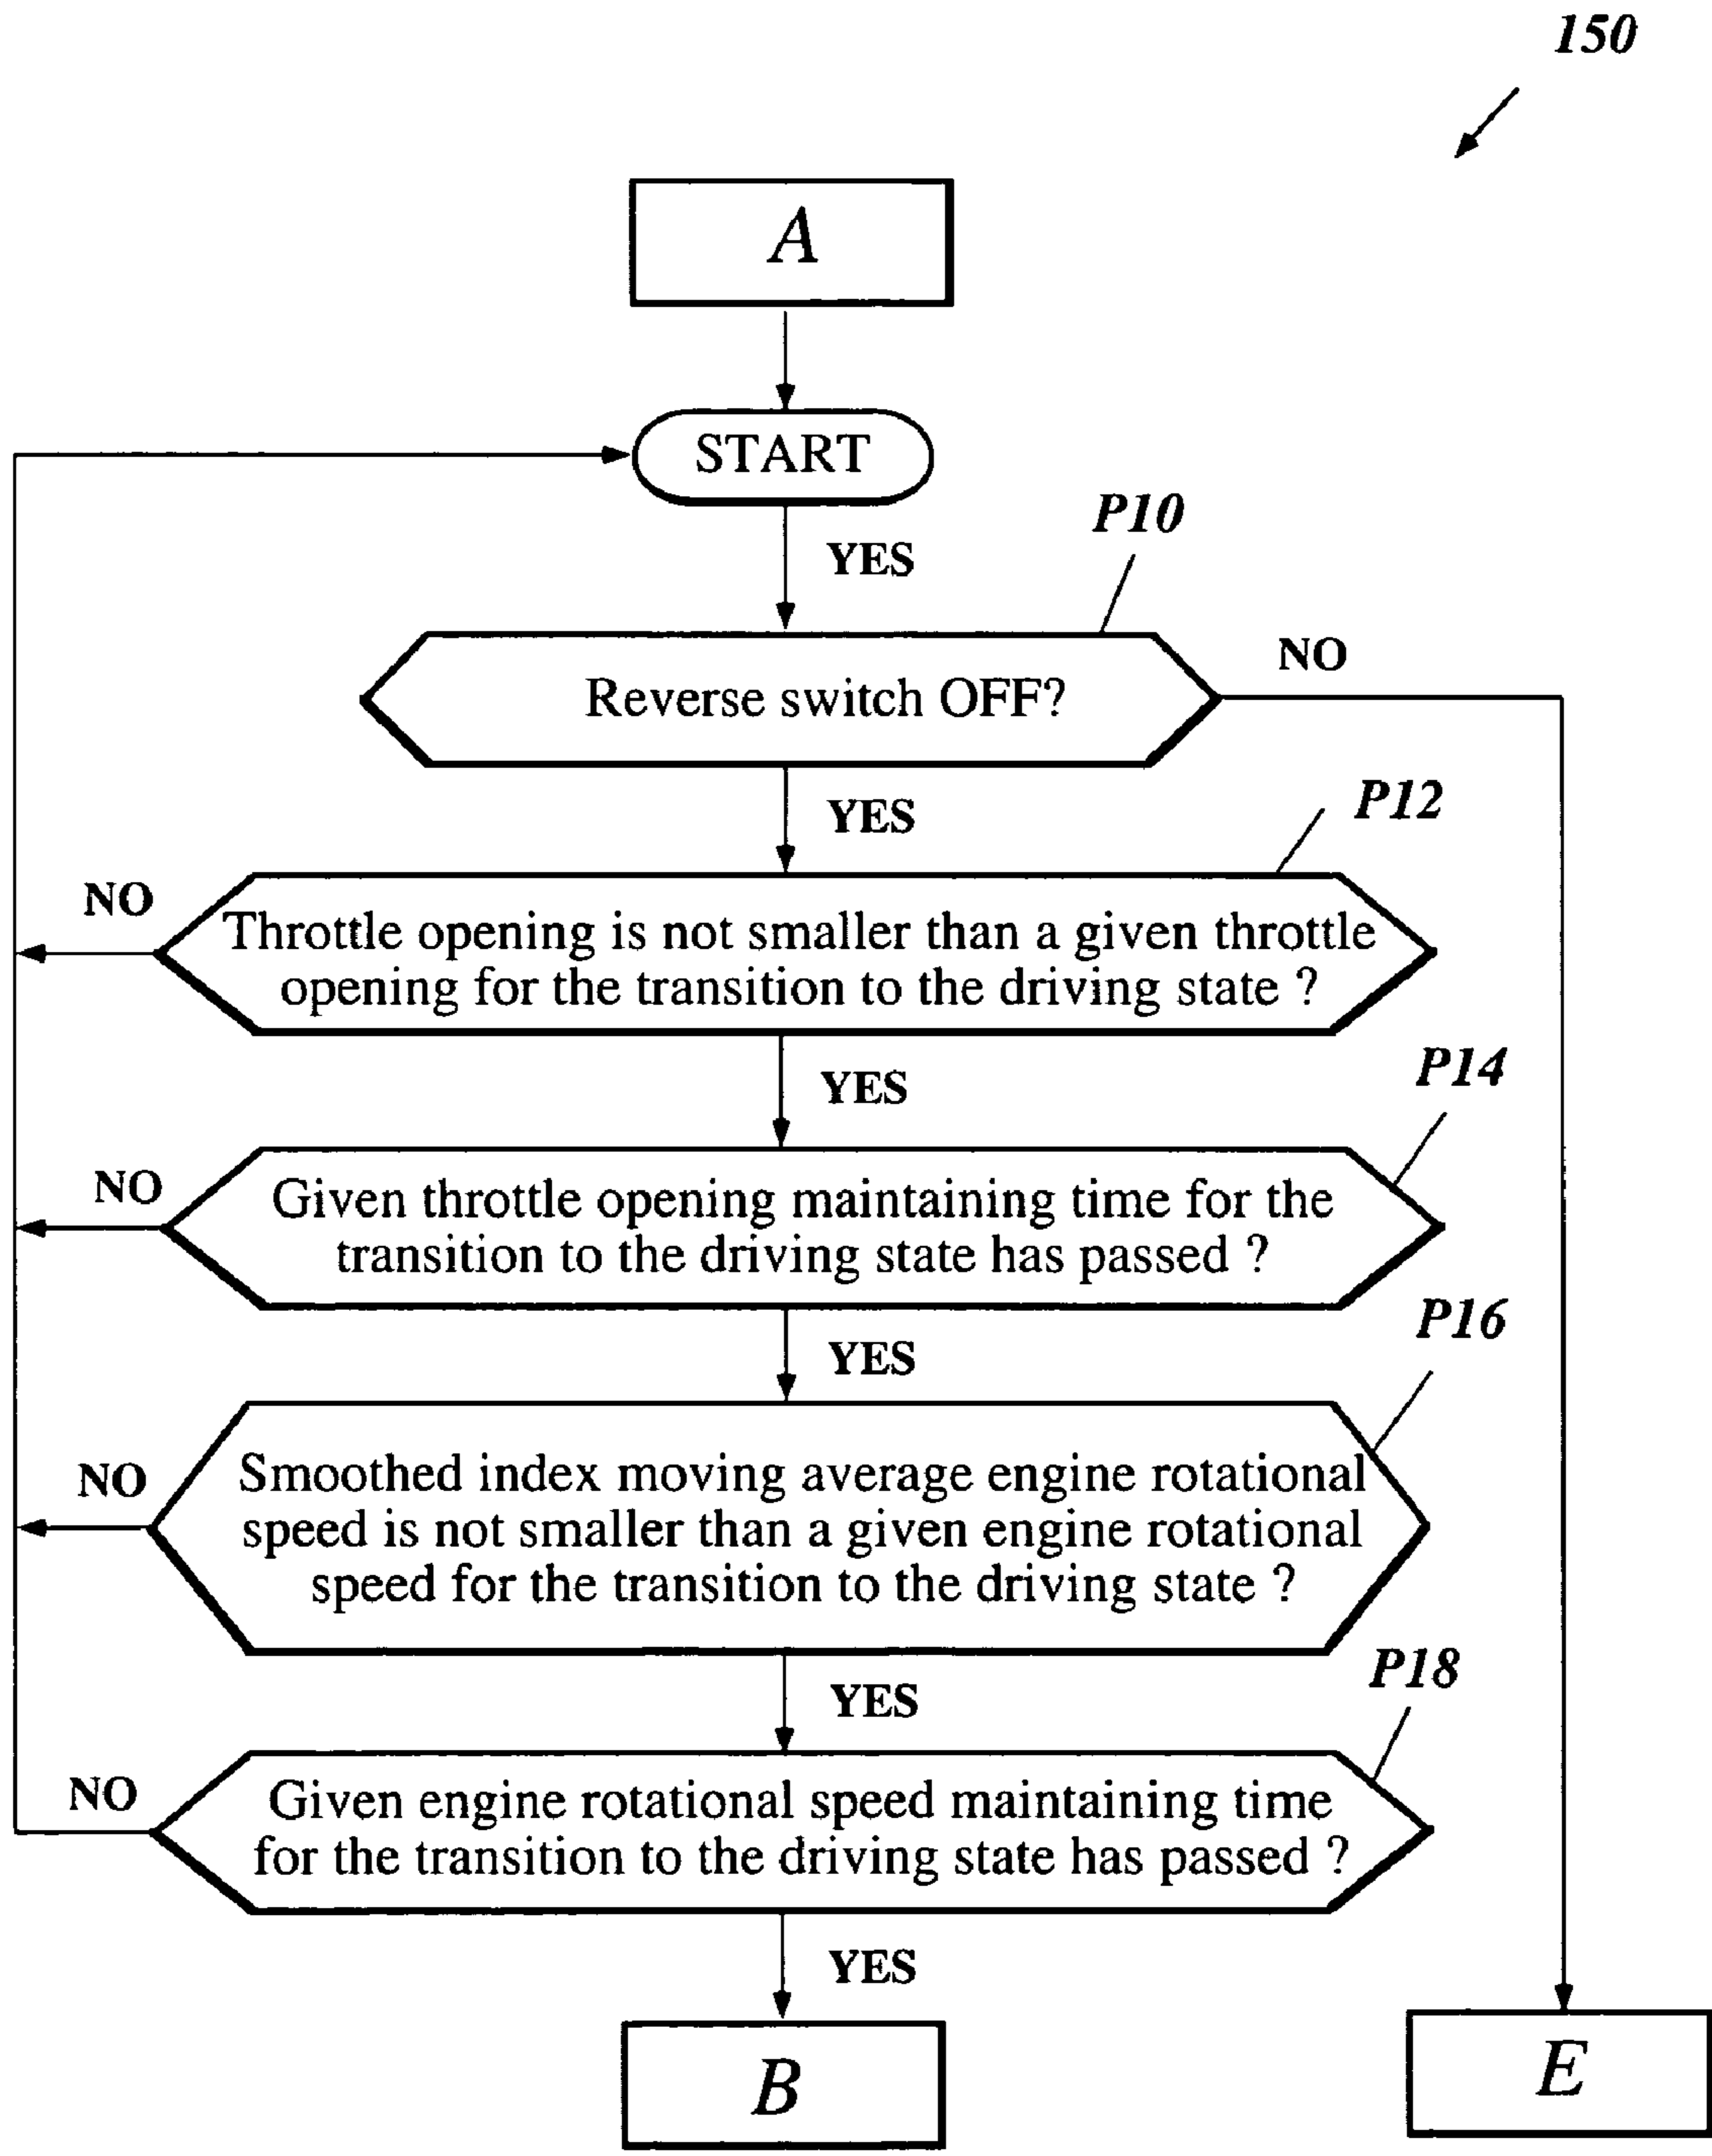 150
A
START
YES
P10
Reverse switch OFF?
NO
YES
P12
NO
Throttle opening is not smaller than a given throttle
opening for the transition to the driving state ?
YES
P14
NO
Given throttle opening maintaining time for the
transition to the driving state has passed ?
YES
P16
NO
Smoothed index moving average engine rotational
speed is not smaller than a given engine rotational
speed for the transition to the driving state ?
YES
P18
NO
Given engine rotational speed maintaining time
for the transition to the driving state has passed ?
YES
B
E